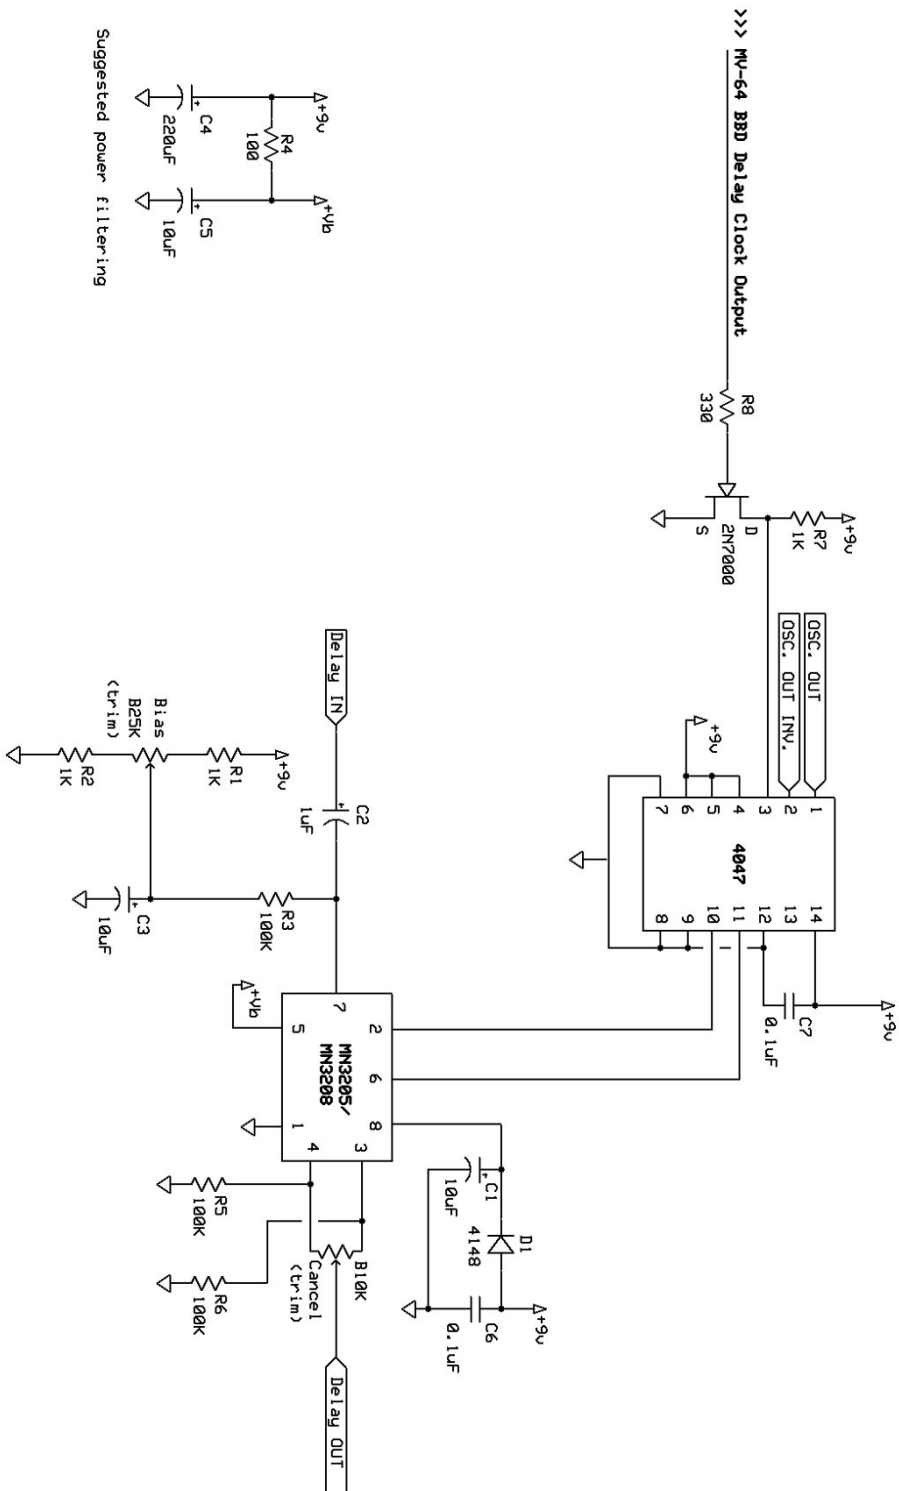 >>> MV-64 BBD Delay Clock Output
R8
330
+9v
R7
1K
D
S
2N7000
OSC. OUT
OSC. OUT INV.
+9v
1
2
3
4
5
6
7
4047
14
13
12
11
10
9
8
+9v
C7
0.1uF
+9v
R4
100
+Vb
C4
220uF
C5
10uF
Suggested power filtering
Delay IN
C2
1uF
+9v
R1
1K
Bias
B25K
(trim)
R2
1K
R3
100K
C3
10uF
+Vb
7
2
6
8
5
1
4
3
MN3205/
MN3208
C1
10uF
D1
4148
+9v
C6
0.1uF
R5
100K
R6
100K
B10K
Cancel
(trim)
Delay OUT